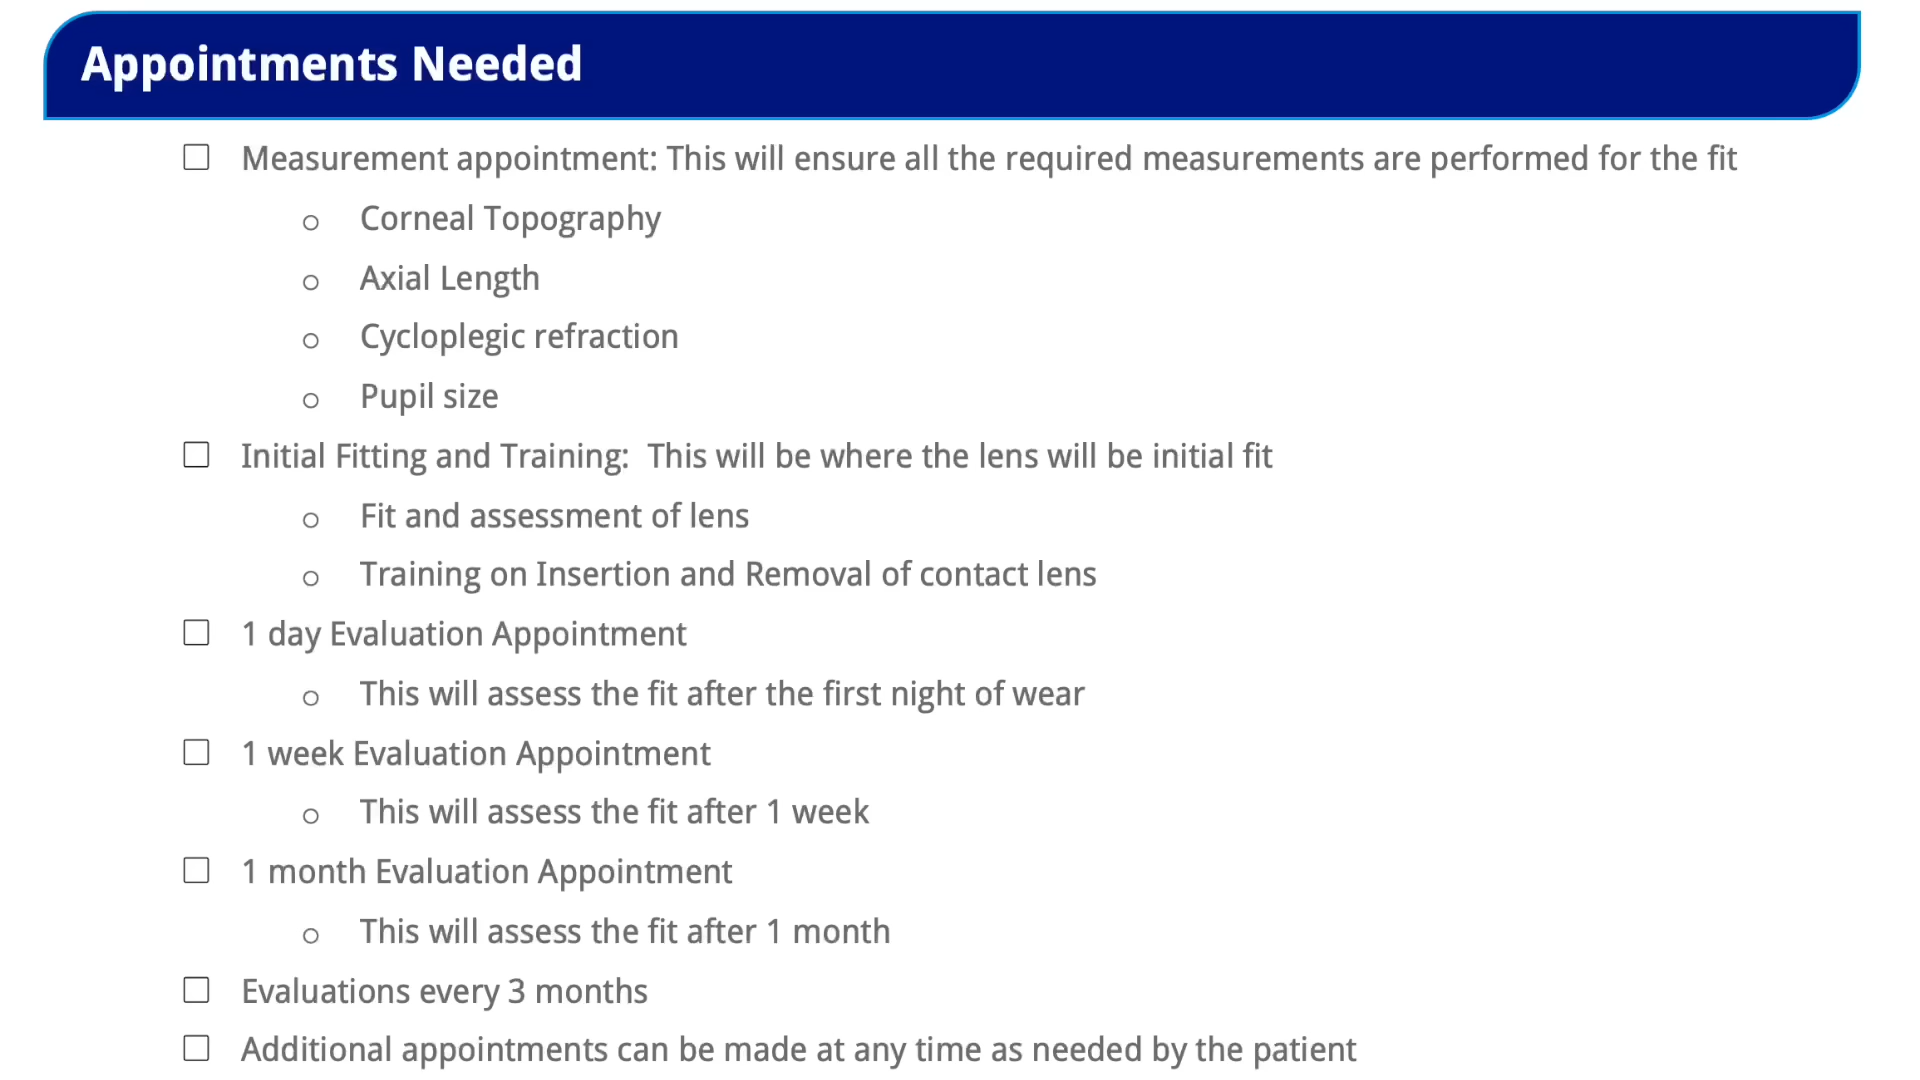 Appointments Needed
☐ Measurement appointment: This will ensure all the required measurements are performed for the fit
o Corneal Topography
o Axial Length
o Cycloplegic refraction
o Pupil size
☐ Initial Fitting and Training:  This will be where the lens will be initial fit
o Fit and assessment of lens
o Training on Insertion and Removal of contact lens
☐ 1 day Evaluation Appointment
o This will assess the fit after the first night of wear
☐ 1 week Evaluation Appointment
o This will assess the fit after 1 week
☐ 1 month Evaluation Appointment
o This will assess the fit after 1 month
☐ Evaluations every 3 months
☐ Additional appointments can be made at any time as needed by the patient